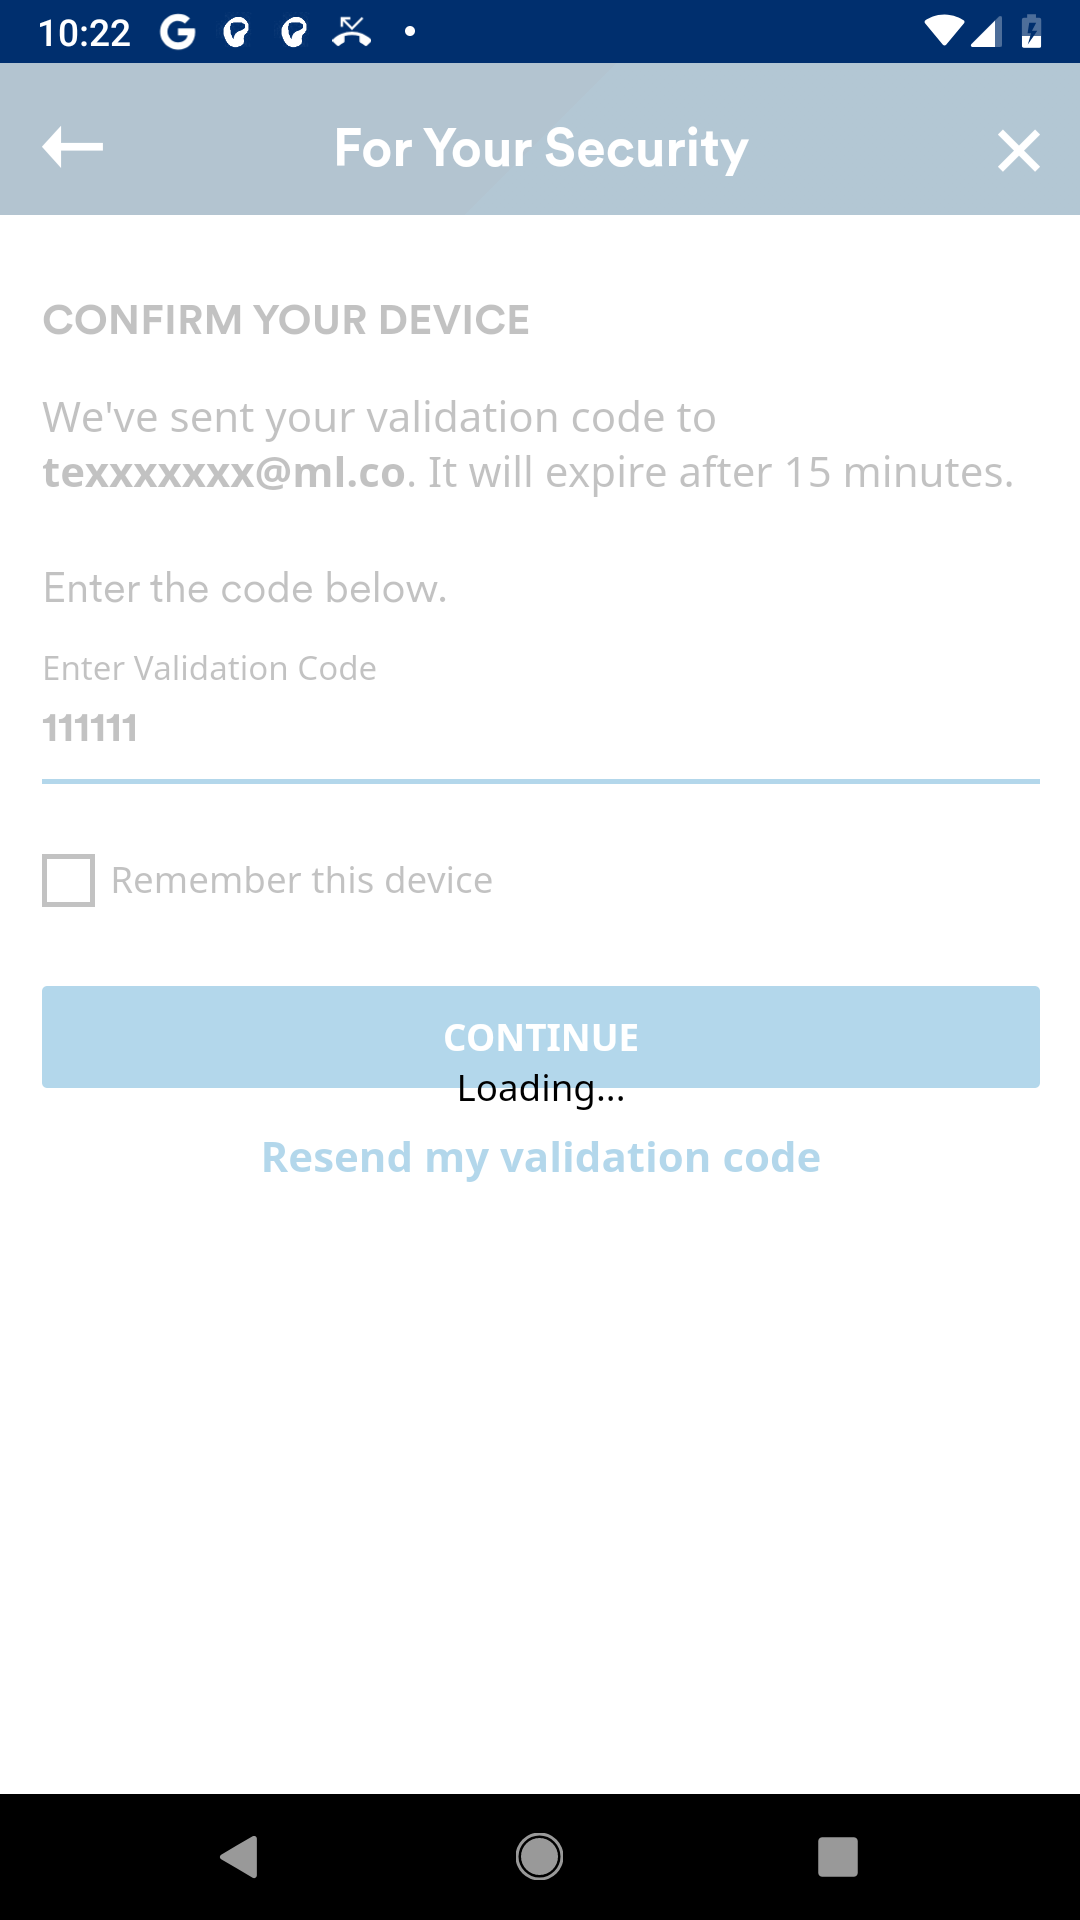 10:22
For Your Security
CONFIRM YOUR DEVICE
We've sent your validation code to
texxxxxxx@ml.co. It will expire after 15 minutes.
Enter the code below.
Enter Validation Code
111111
Remember this device
CONTINUE
Loading...
Resend my validation code